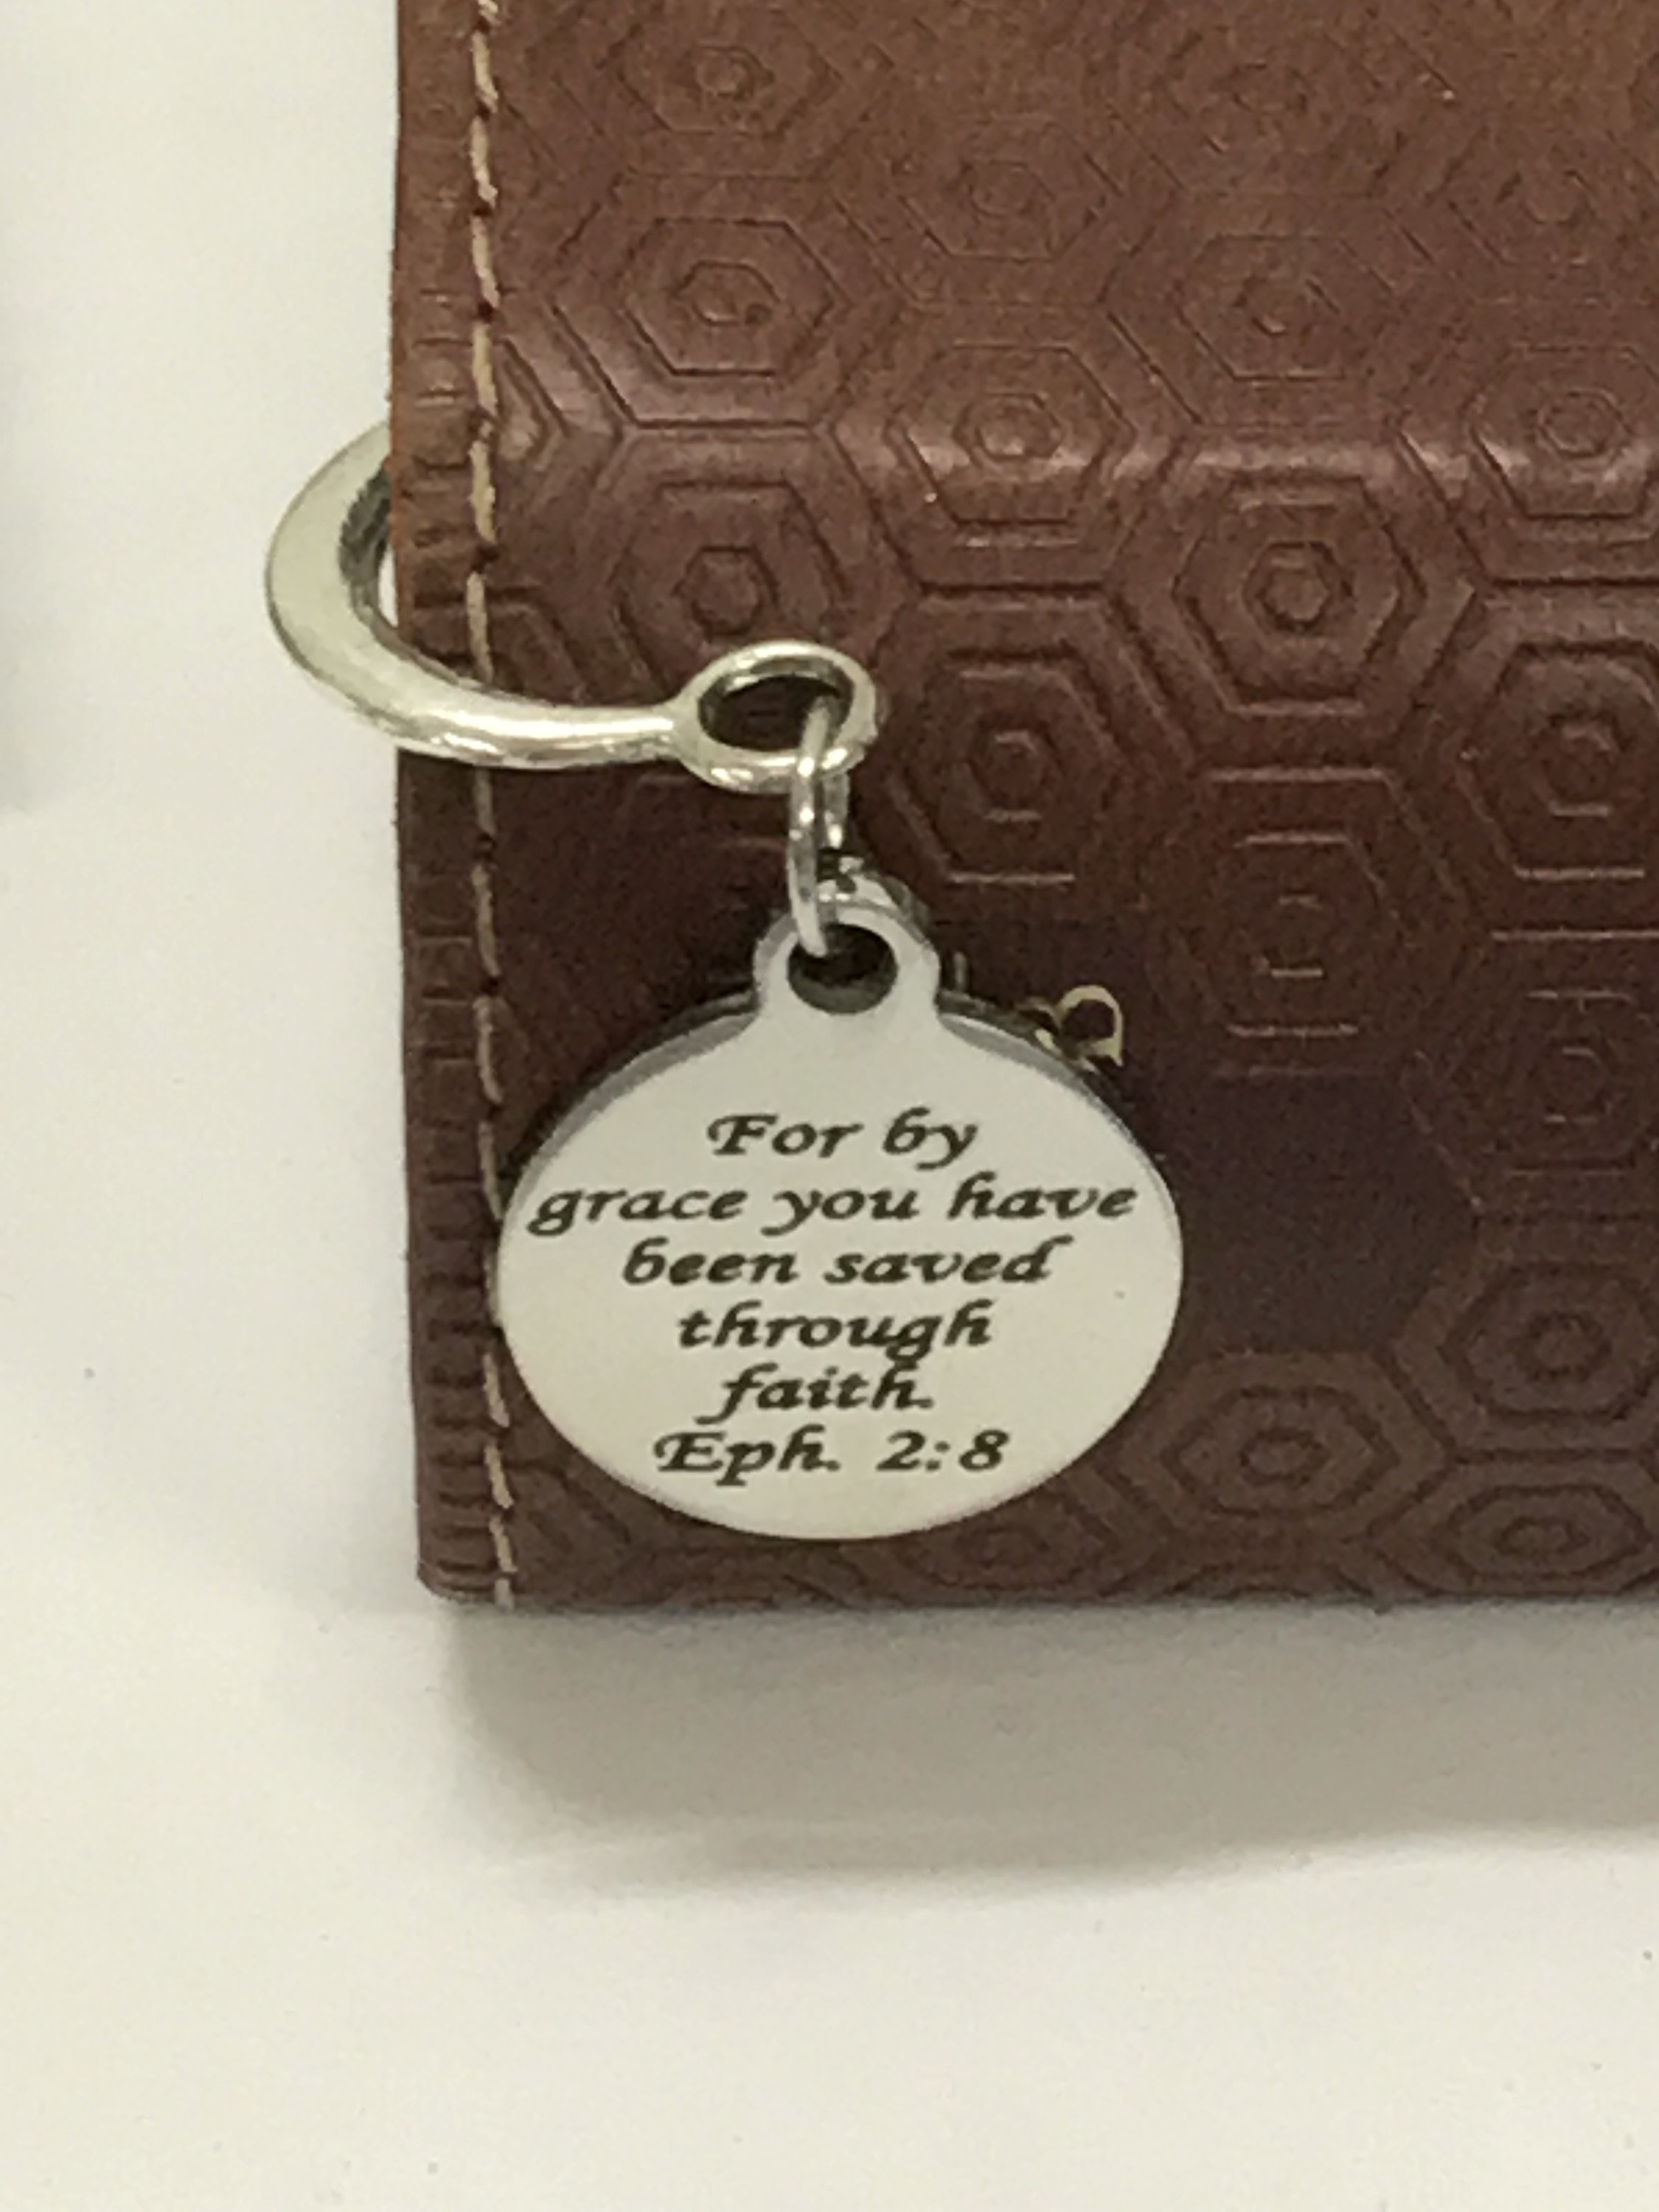 For by
grace you have
been saved
through
faith.
Eph. 2:8